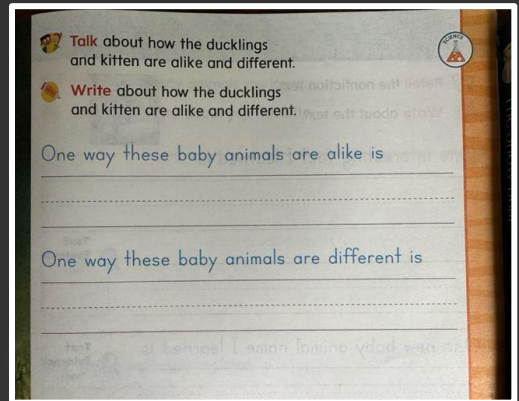 Talk about how the ducklings
and kitten are alike and different.
SCIENCE
Write about how the ducklings
and kitten are alike and different.
One way these baby animals are alike is
One way these baby animals are different is